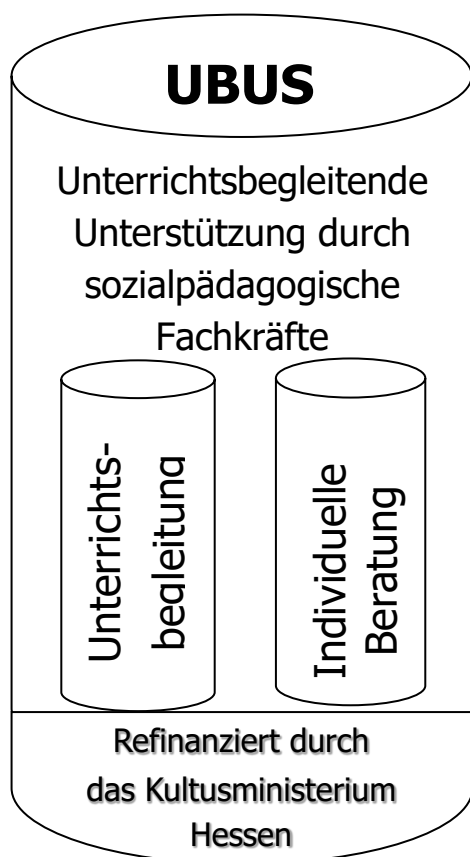 UBUS
Unterrichtsbegleitende
Unterstützung durch
sozialpädagogische
Fachkräfte
Unterrichts-
begleitung
Individuelle
Beratung
Refinanziert durch
das Kultusministerium
Hessen